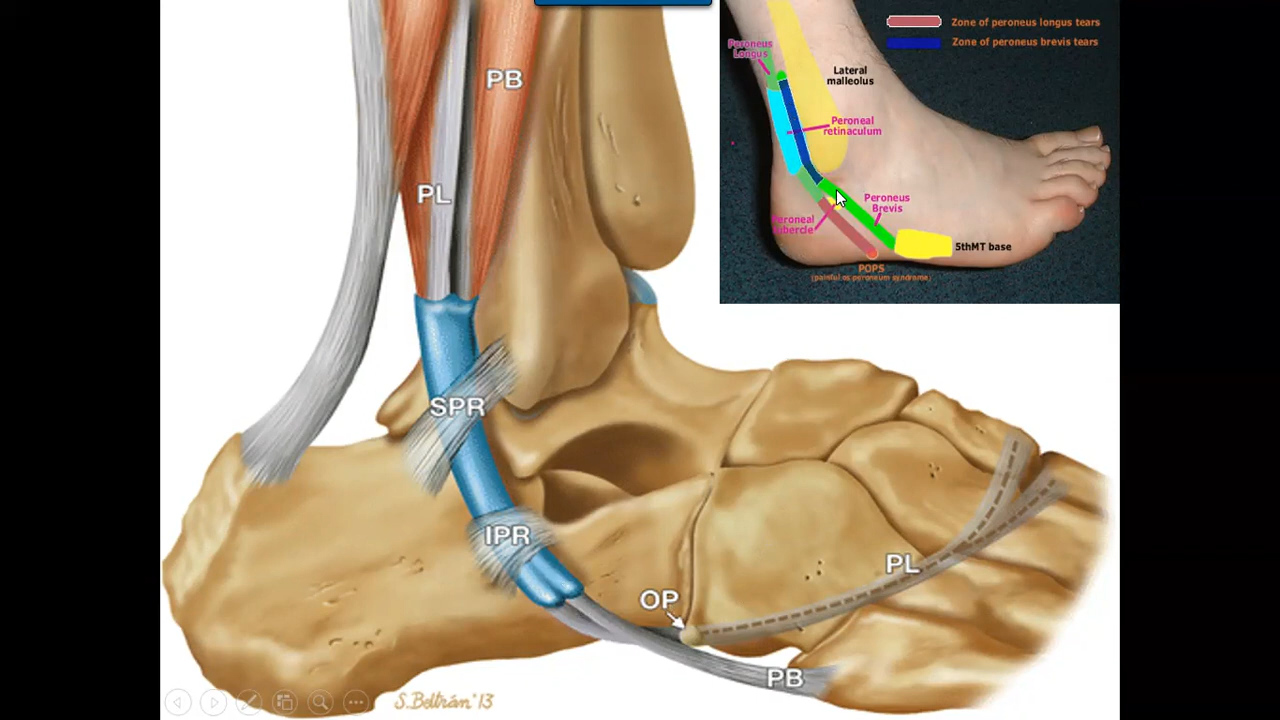 PB
PL
SPR
IPR
OP
PL
PB
S. Beltrán '13
Zone of peroneus longus tears
Zone of peroneus brevis tears
Peroneus
Longus
Lateral
malleolus
Peroneal
retinaculum
Peroneus
Brevis
Peroneal
tubercle
5thMT base
POPS
(painful os peroneum syndrome)